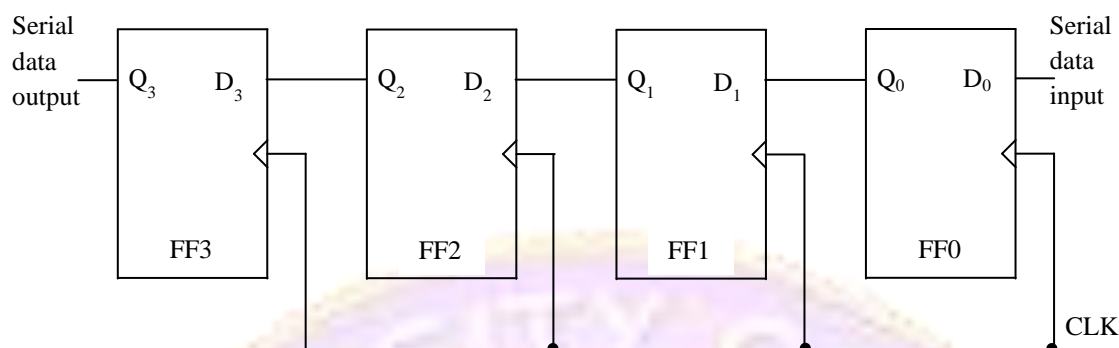 Serial
data
output
Serial
data
input
Q₃ D₃ Q₂ D₂ Q₁ D₁ Q₀ D₀
FF3 FF2 FF1 FF0
CLK